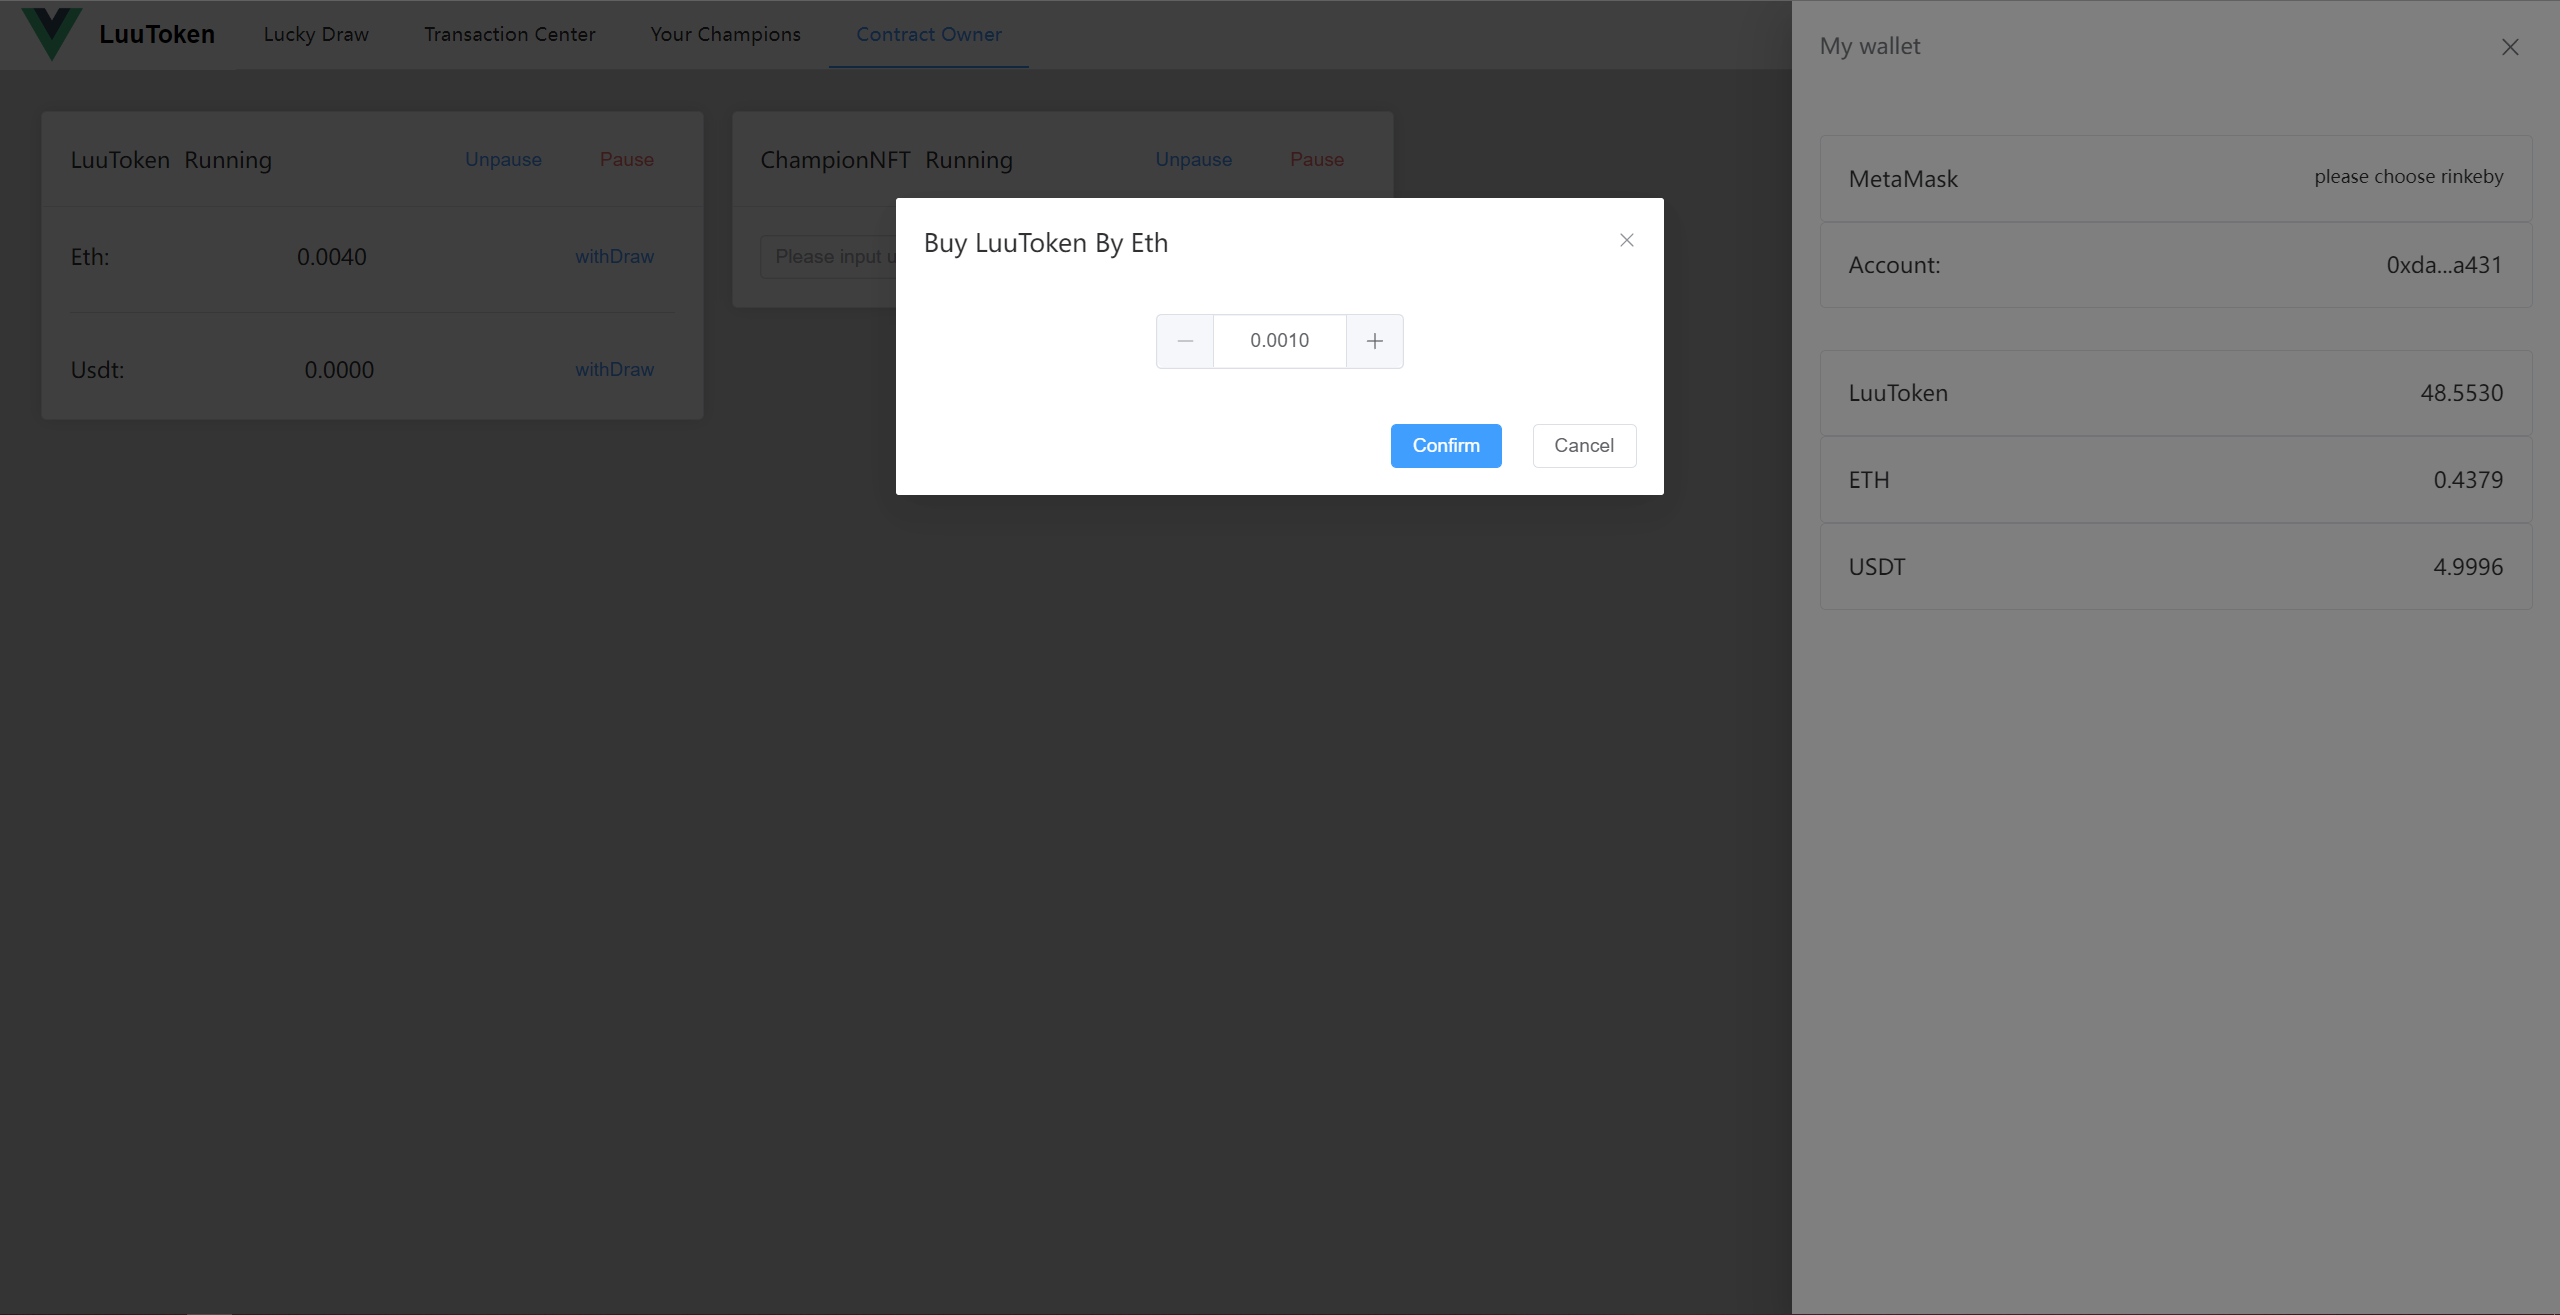 LuuToken Lucky Draw Transaction Center Your Champions Contract Owner
LuuToken Running Unpause Pause
Eth: 0.0040 withDraw
Usdt: 0.0000 withDraw
ChampionNFT Running Unpause Pause
Please input u
Buy LuuToken By Eth
0.0010
Confirm Cancel
My wallet
MetaMask please choose rinkeby
Account: 0xda...a431
LuuToken 48.5530
ETH 0.4379
USDT 4.9996